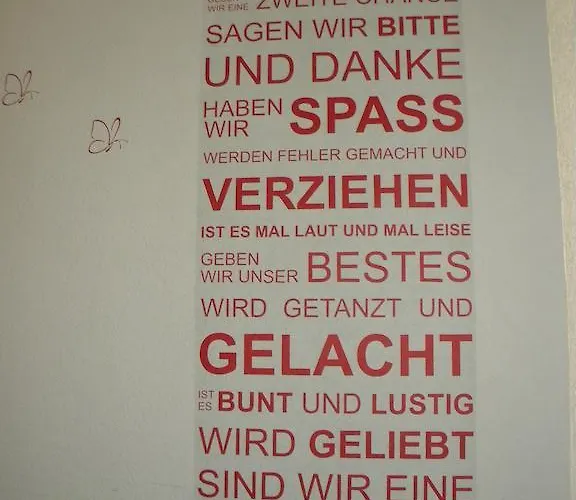 WIR EINE ZWEITE CHANCE
SAGEN WIR BITTE
UND DANKE
HABEN WIR SPASS
WERDEN FEHLER GEMACHT UND
VERZIEHEN
IST ES MAL LAUT UND MAL LEISE
GEBEN WIR UNSER BESTES
WIRD GETANZT UND
GELACHT
IST ES BUNT UND LUSTIG
WIRD GELIEBT
SIND WIR EINE